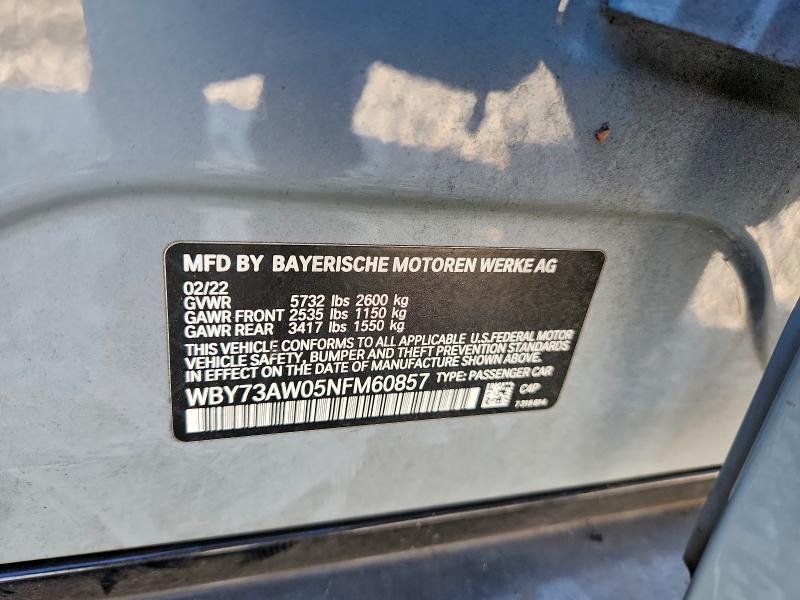 MFD BY BAYERISCHE MOTOREN WERKE AG
02/22
GVWR 5732 lbs 2600 kg
GAWR FRONT 2535 lbs 1150 kg
GAWR REAR 3417 lbs 1550 kg
THIS VEHICLE CONFORMS TO ALL APPLICABLE U.S.FEDERAL MOTOR
VEHICLE SAFETY, BUMPER AND THEFT PREVENTION STANDARDS
IN EFFECT ON THE DATE OF MANUFACTURE SHOWN ABOVE.
WBY73AW05NFM60857 TYPE: PASSENGER CAR
C4P